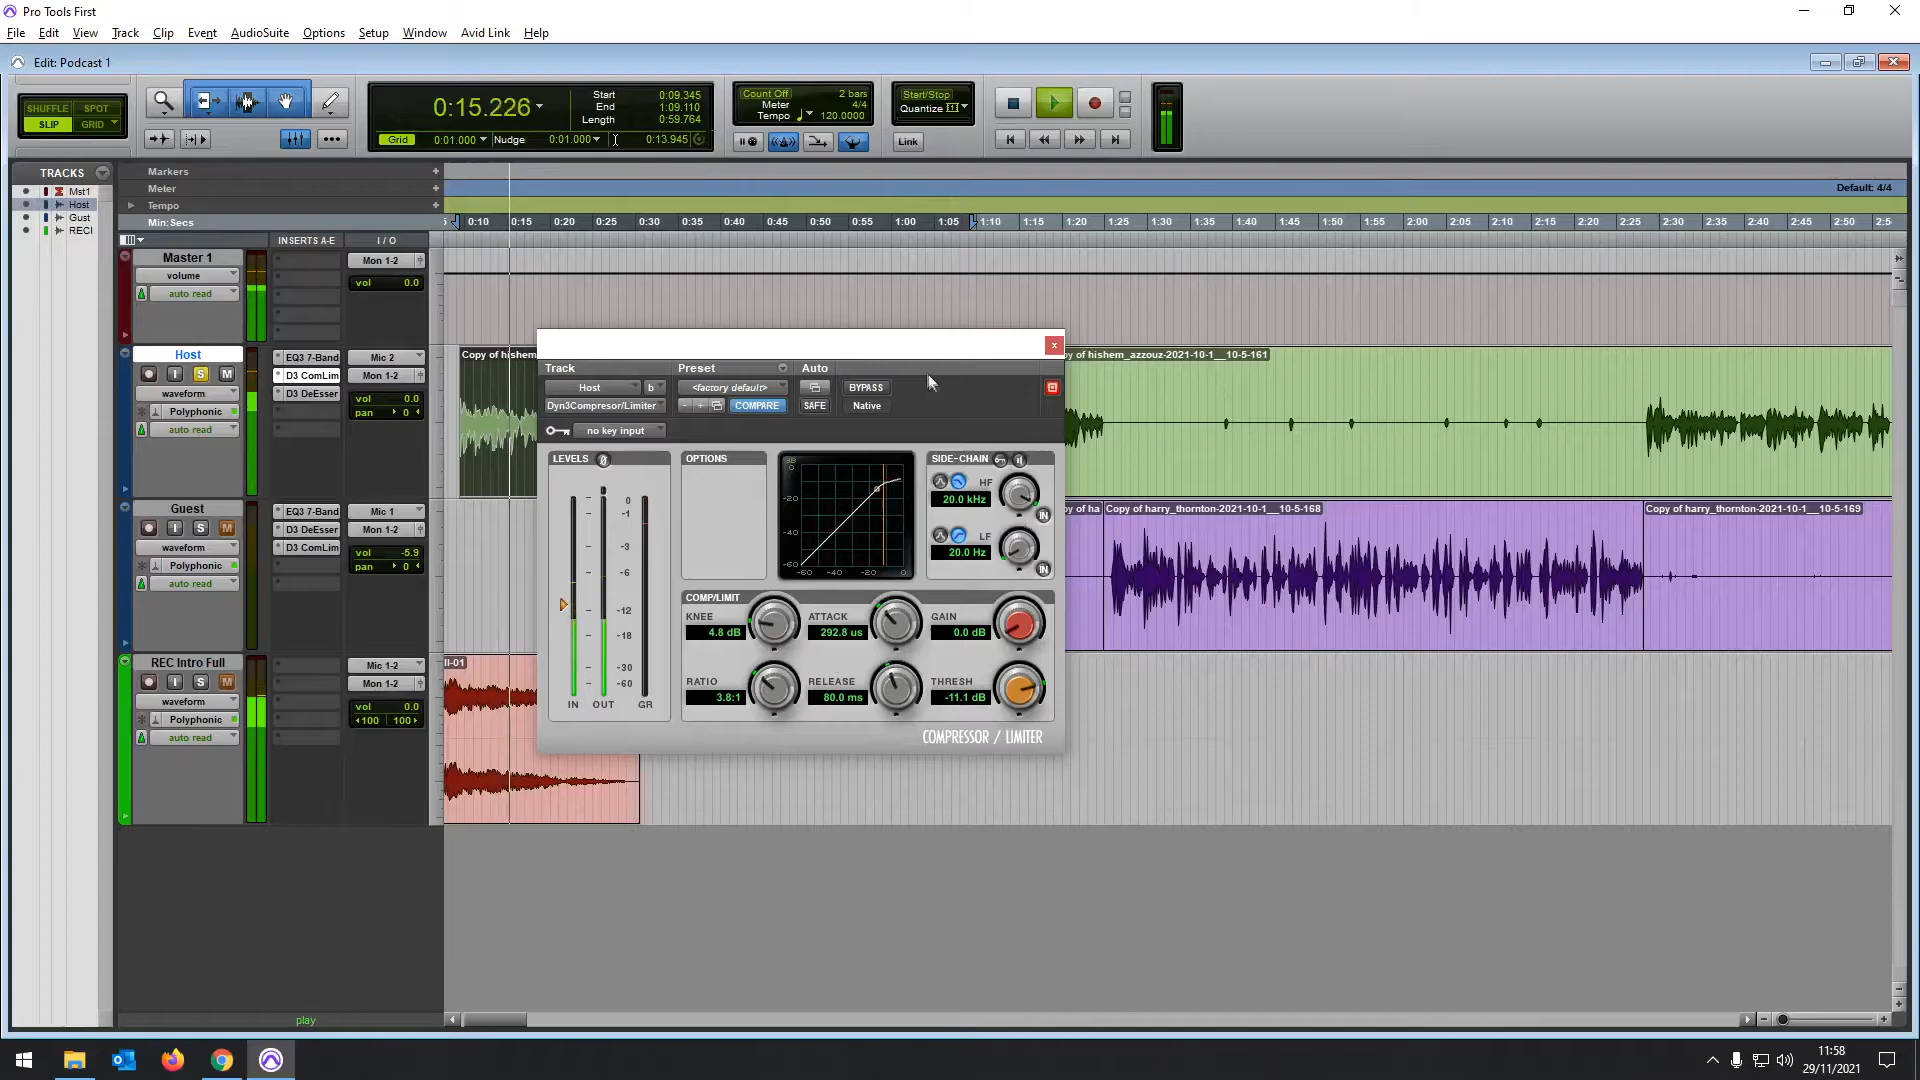 Pro Tools First
File Edit View Track Clip Event AudioSuite Options Setup Window Avid Link Help
Edit: Podcast 1
SHUFFLE SPOT
SLIP GRID
0:15.226
Start 0:09.345
End 1:09.110
Length 0:59.764
Grid 0:01.000 Nudge 0:01.000 0:13.945
Count Off 2 bars
Meter 4/4
Tempo 120.0000
Start/Stop
Quantize
Link
TRACKS
Mst1
Host
Gust
RECI
Markers
Meter Default: 4/4
Tempo
Min:Secs 0:10 0:15 0:20 0:25 0:30 0:35 0:40 0:45 0:50 0:55 1:00 1:05 1:10 1:15 1:20 1:25 1:30 1:35 1:40 1:45 1:50 1:55 2:00 2:05 2:10 2:15 2:20 2:25 2:30 2:35 2:40 2:45 2:50 2:5
INSERTS A-E I / O
Master 1
volume
auto read
Mon 1-2
vol 0.0
Host
I S M
waveform
Polyphonic
auto read
EQ3 7-Band
D3 ComLim
D3 DeEsser
Mic 2
Mon 1-2
vol 0.0
pan 0
Copy of hishem
py of hishem_azzouz-2021-10-1__10-5-161
Guest
I S M
waveform
Polyphonic
auto read
EQ3 7-Band
D3 DeEsser
D3 ComLim
Mic 1
Mon 1-2
vol -5.9
pan 0
py of ha
Copy of harry_thornton-2021-10-1__10-5-168
Copy of harry_thornton-2021-10-1__10-5-169
REC Intro Full
I S M
waveform
Polyphonic
auto read
Mic 1-2
Mon 1-2
vol 0.0
100 100
ll-01
Track Preset Auto
Host b <factory default> BYPASS
Dyn3Compresor/Limiter - + COMPARE SAFE Native
no key input
LEVELS
0
-1
-3
-6
-12
-18
-30
-60
IN OUT GR
OPTIONS
dB
0
-20
-40
-60
-60 -40 -20 0
SIDE-CHAIN
HF
20.0 kHz
IN
LF
20.0 Hz
IN
COMP/LIMIT
KNEE 4.8 dB
ATTACK 292.8 us
GAIN 0.0 dB
RATIO 3.8:1
RELEASE 80.0 ms
THRESH -11.1 dB
COMPRESSOR / LIMITER
play
11:58
29/11/2021